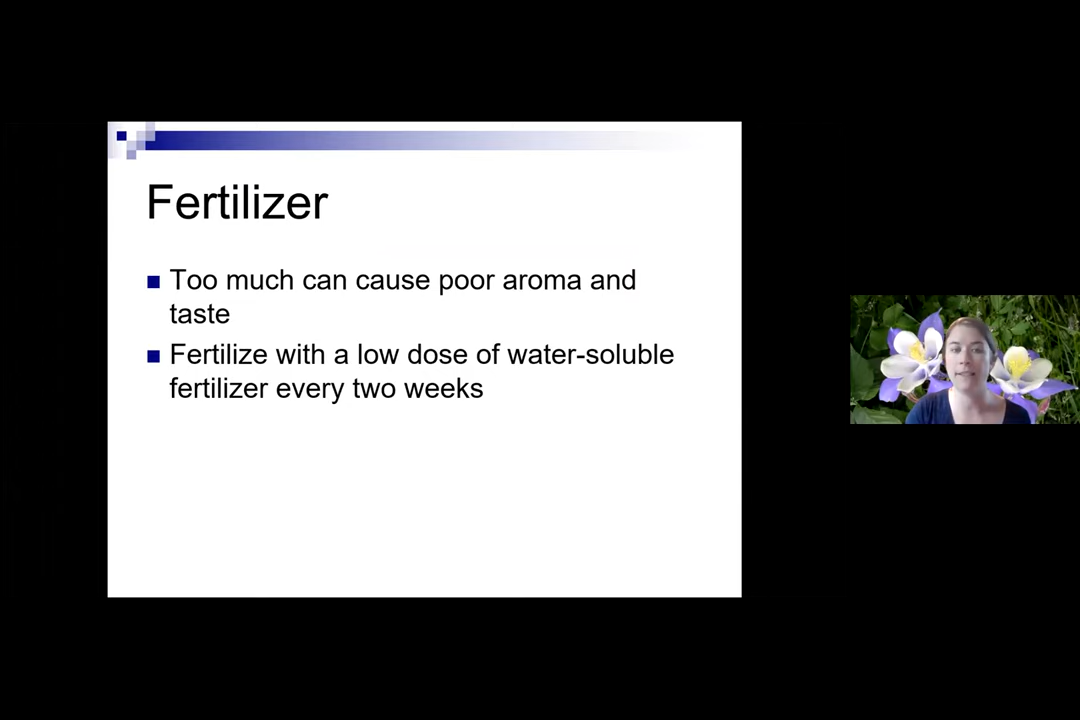 Fertilizer
Too much can cause poor aroma and
taste
Fertilize with a low dose of water-soluble
fertilizer every two weeks